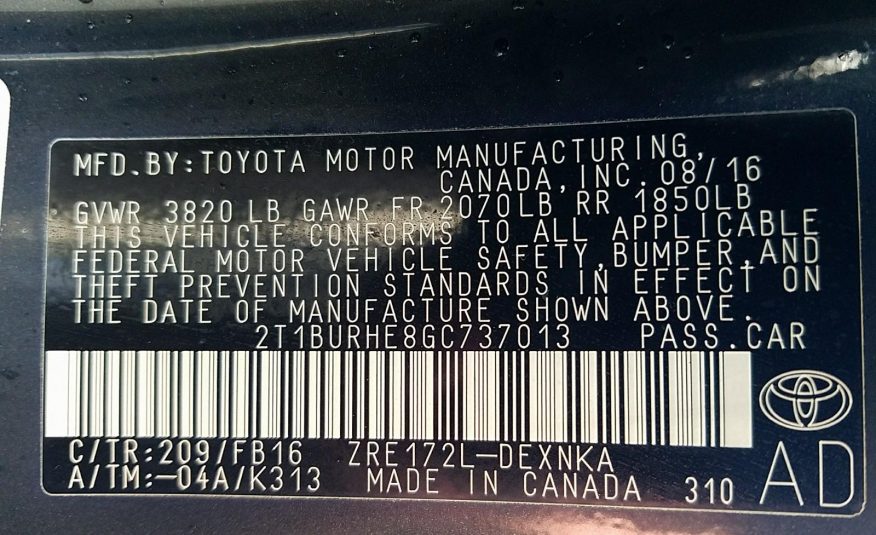 MFD.BY:TOYOTA MOTOR MANUFACTURING,
CANADA,INC.08/16
GVWR 3820LB GAWR FR 2070LB RR 1850LB
THIS VEHICLE CONFORMS TO ALL APPLICABLE
FEDERAL MOTOR VEHICLE SAFETY,BUMPER,AND
THEFT PREVENTION STANDARDS IN EFFECT ON
THE DATE OF MANUFACTURE SHOWN ABOVE.
2T1BURHE8GC737013 PASS.CAR
C/TR:209/FB16 ZRE172L-DEXNKA
A/TM:-04A/K313 MADE IN CANADA 310 AD